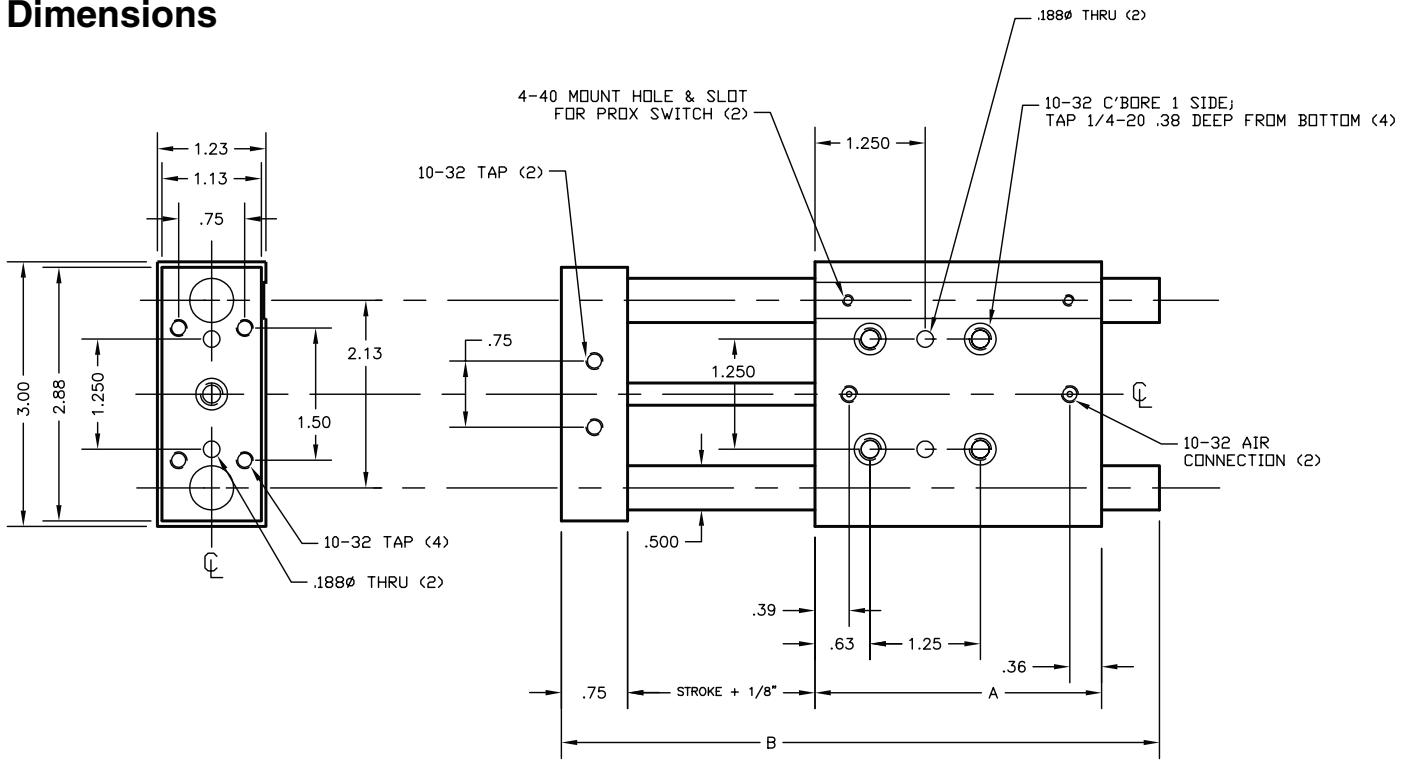 Dimensions
.188ø THRU (2)
4-40 MOUNT HOLE & SLOT
FOR PROX SWITCH (2)
10-32 C'BORE 1 SIDE;
TAP 1/4-20 .38 DEEP FROM BOTTOM (4)
1.23
1.250
1.13
10-32 TAP (2)
.75
3.00
2.88
1.250
2.13
1.50
.75
1.250
CL
10-32 AIR
CONNECTION (2)
.500
10-32 TAP (4)
CL
.188ø THRU (2)
.39
.63
1.25
.36
.75
STROKE + 1/8"
A
B